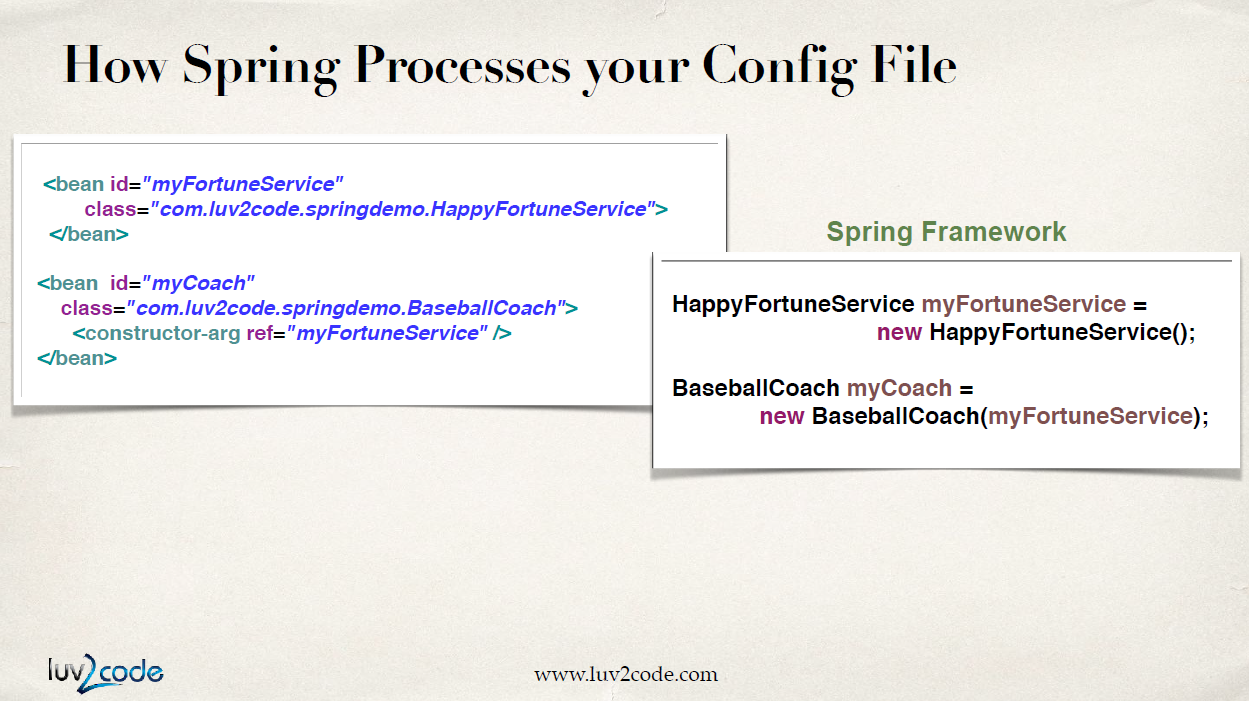 How Spring Processes your Config File
<bean id="myFortuneService"
class="com.luv2code.springdemo.HappyFortuneService">
</bean>
<bean id="myCoach"
class="com.luv2code.springdemo.BaseballCoach">
<constructor-arg ref="myFortuneService" />
</bean>
Spring Framework
HappyFortuneService myFortuneService =
new HappyFortuneService();
BaseballCoach myCoach =
new BaseballCoach(myFortuneService);
luv2code
www.luv2code.com